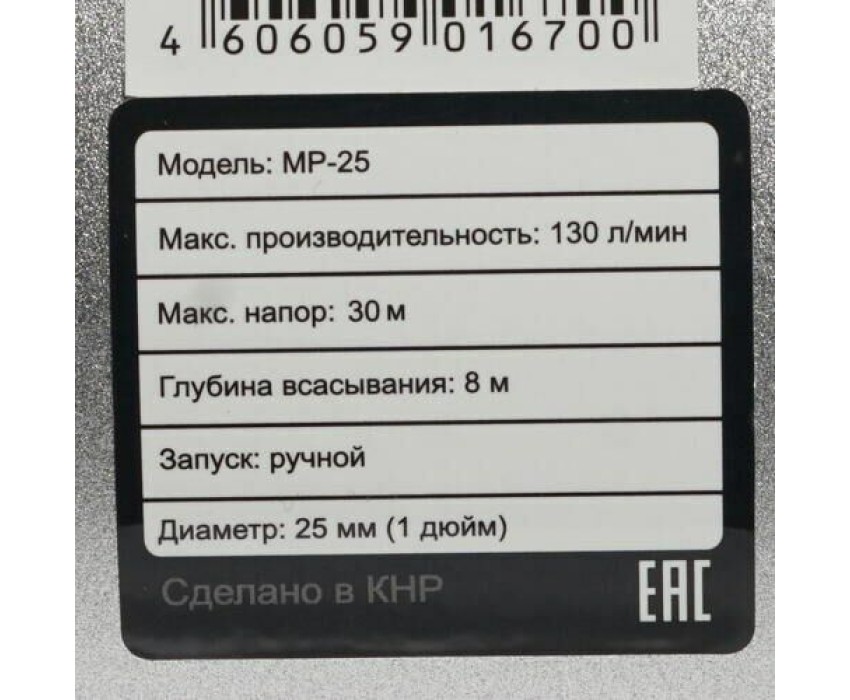 4 606059 016700
Модель: МР-25
Макс. производительность: 130 л/мин
Макс. напор: 30 м
Глубина всасывания: 8 м
Запуск: ручной
Диаметр: 25 мм (1 дюйм)
Сделано в КНР
EAC